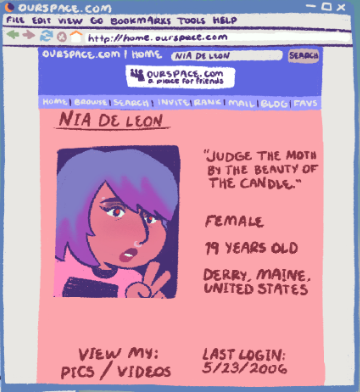 OURSPACE.COM
FILE EDIT VIEW GO BOOKMARKS TOOLS HELP
http://home.ourspace.com
OURSPACE.COM | HOME NIA DE LEON SEARCH
OURSPACE.COM
a place for friends
HOME | BROWSE | SEARCH | INVITE | RANK | MAIL | BLOG | FAVS
NIA DE LEON
"JUDGE THE MOTH
BY THE BEAUTY OF
THE CANDLE."
FEMALE
19 YEARS OLD
DERRY, MAINE,
UNITED STATES
VIEW MY:
PICS / VIDEOS
LAST LOGIN:
5/23/2006